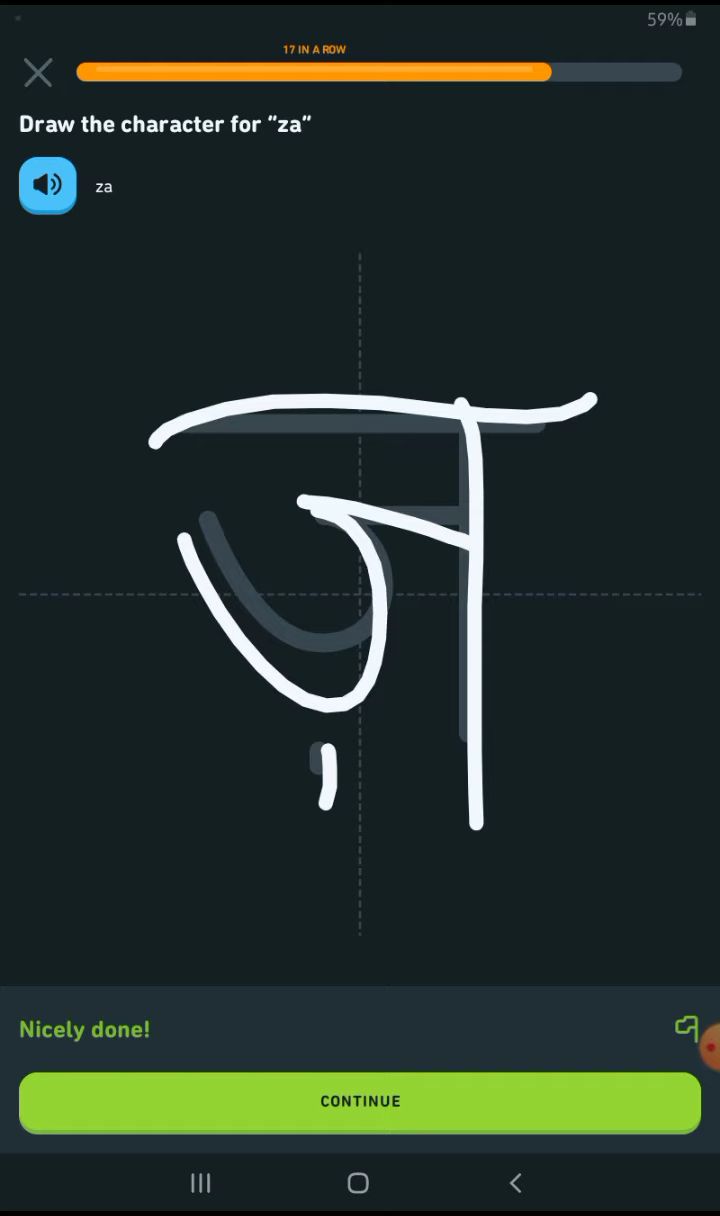 59%
17 IN A ROW
Draw the character for “za”
za
ज़
Nicely done!
CONTINUE